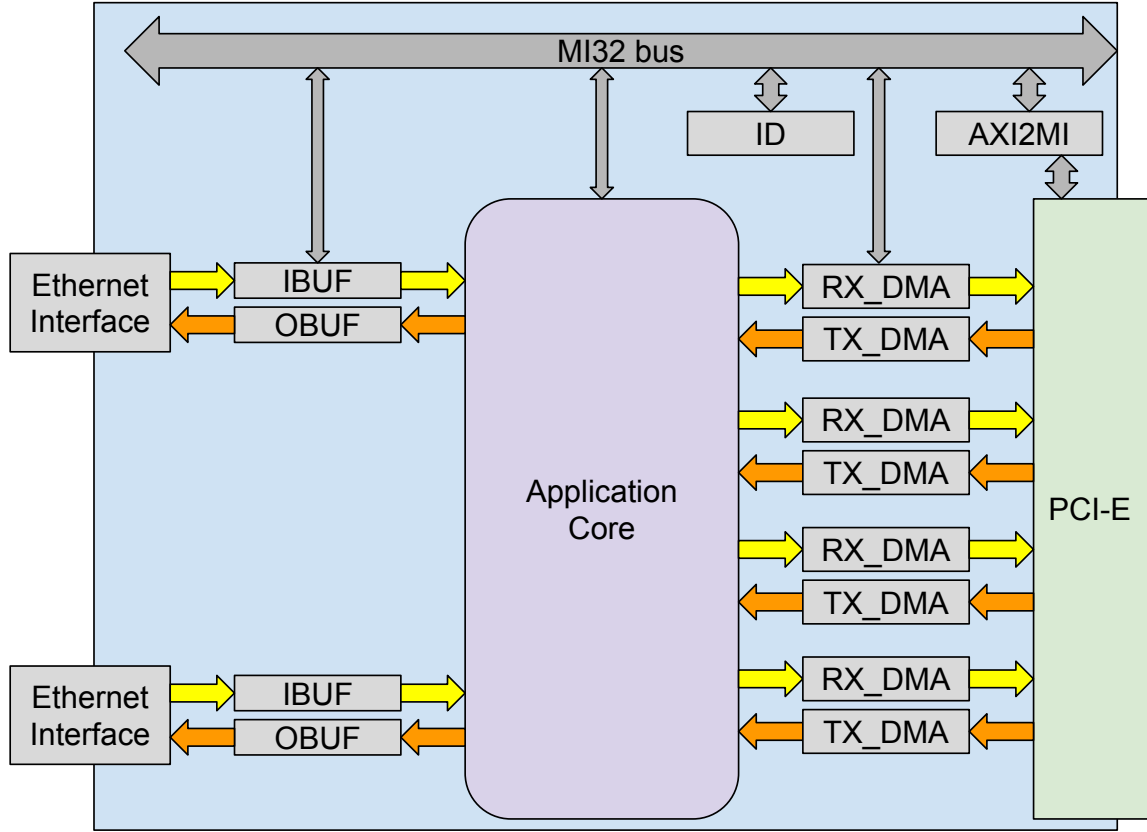 MI32 bus
ID
AXI2MI
Ethernet
Interface
IBUF
OBUF
RX_DMA
TX_DMA
RX_DMA
TX_DMA
Application
Core
PCI-E
RX_DMA
TX_DMA
Ethernet
Interface
IBUF
OBUF
RX_DMA
TX_DMA